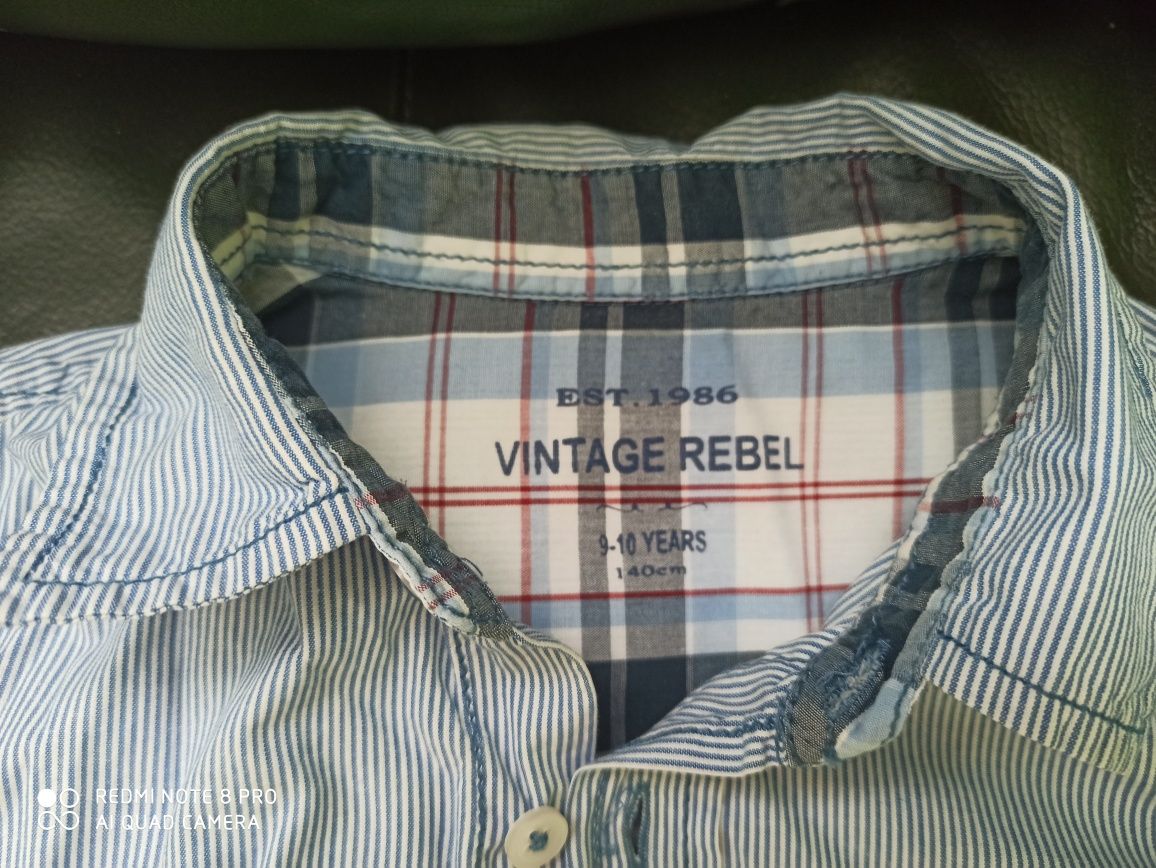 EST. 1986
VINTAGE REBEL
9-10 YEARS
140cm
REDMI NOTE 8 PRO
AI QUAD CAMERA